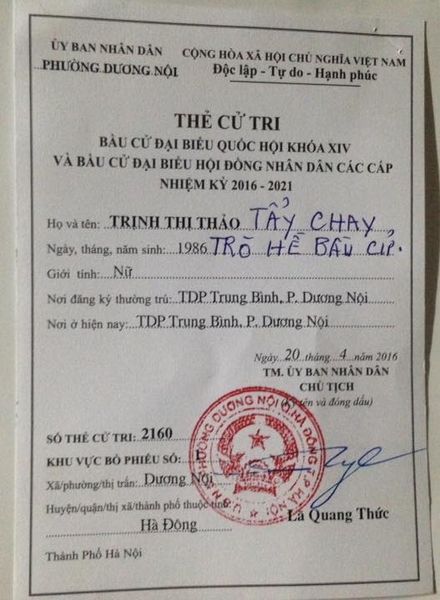 ỦY BAN NHÂN DÂN
PHƯỜNG DƯƠNG NỘI
CỘNG HÒA XÃ HỘI CHỦ NGHĨA VIỆT NAM
Độc lập - Tự do - Hạnh phúc
THẺ CỬ TRI
BẦU CỬ ĐẠI BIỂU QUỐC HỘI KHÓA XIV
VÀ BẦU CỬ ĐẠI BIỂU HỘI ĐỒNG NHÂN DÂN CÁC CẤP
NHIỆM KỲ 2016 - 2021
Họ và tên: TRỊNH THỊ THẢO TẨY CHAY
Ngày, tháng, năm sinh: 1986 TRÒ HỀ BẦU CỬ.
Giới tính: Nữ
Nơi đăng ký thường trú: TDP Trung Bình, P. Dương Nội
Nơi ở hiện nay: TDP Trung Bình, P. Dương Nội
Ngày 20 tháng 4 năm 2016
TM. ỦY BAN NHÂN DÂN
CHỦ TỊCH
(Ký tên và đóng dấu)
SỐ THẺ CỬ TRI: 2160
KHU VỰC BỎ PHIẾU SỐ:
Xã/phường/thị trấn: Dương Nội
Huyện/quận/thị xã/thành phố thuộc tỉnh:
Hà Đông
Lã Quang Thức
Thành Phố Hà Nội